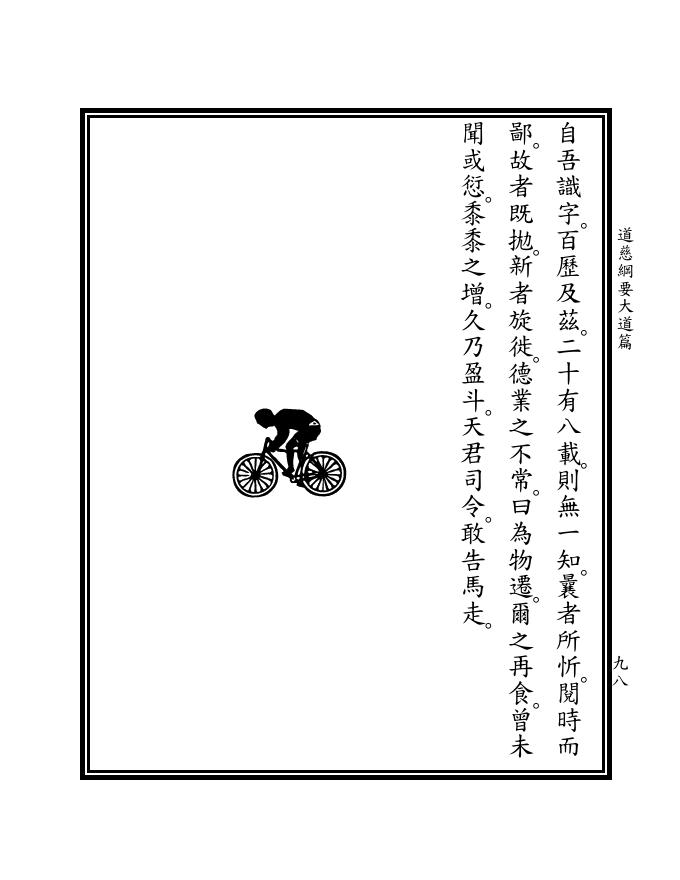 道慈綱要大道篇
九八
自吾識字。百歷及茲。二十有八載。則無一知。曩者所忻。閱時而
鄙。故者既拋。新者旋徙。德業之不常。曰為物遷。爾之再食。曾未
聞或愆。黍黍之增。久乃盈斗。天君司令。敢告馬走。